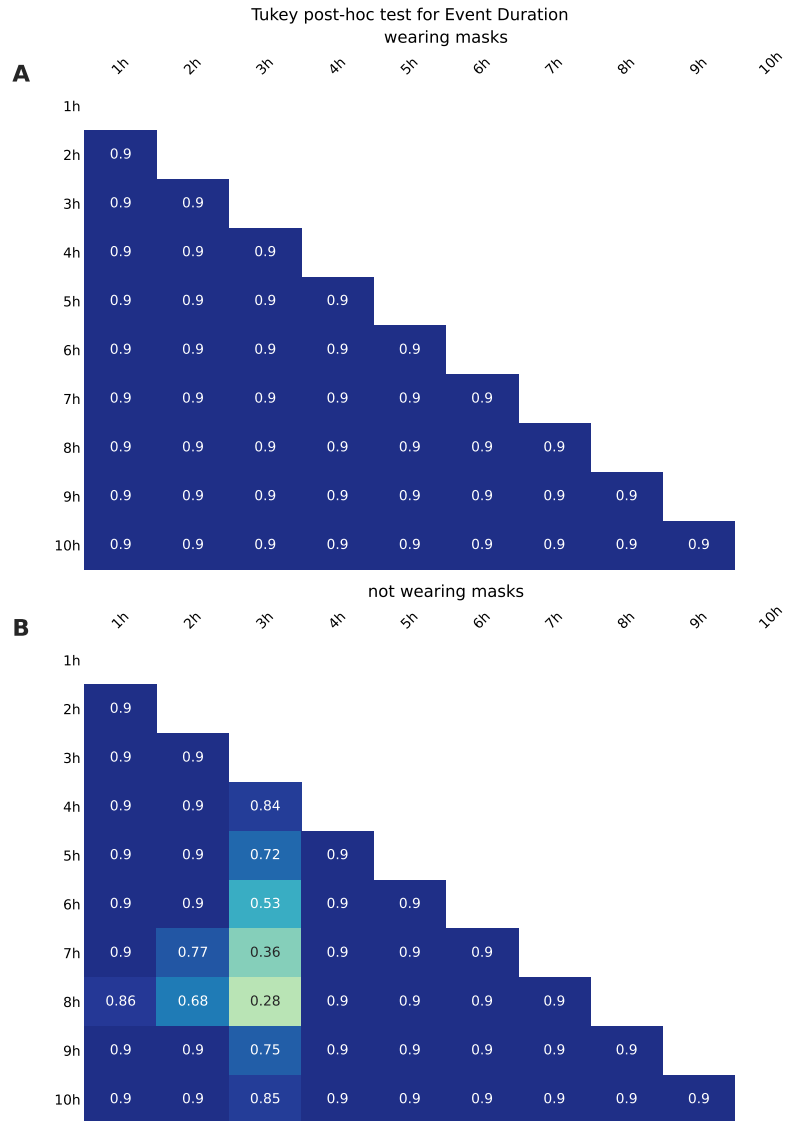 Tukey post-hoc test for Event Duration
wearing masks
A
1h 2h 3h 4h 5h 6h 7h 8h 9h 10h
1h
2h 0.9
3h 0.9 0.9
4h 0.9 0.9 0.9
5h 0.9 0.9 0.9 0.9
6h 0.9 0.9 0.9 0.9 0.9
7h 0.9 0.9 0.9 0.9 0.9 0.9
8h 0.9 0.9 0.9 0.9 0.9 0.9 0.9
9h 0.9 0.9 0.9 0.9 0.9 0.9 0.9 0.9
10h 0.9 0.9 0.9 0.9 0.9 0.9 0.9 0.9 0.9
not wearing masks
B
1h 2h 3h 4h 5h 6h 7h 8h 9h 10h
1h
2h 0.9
3h 0.9 0.9
4h 0.9 0.9 0.84
5h 0.9 0.9 0.72 0.9
6h 0.9 0.9 0.53 0.9 0.9
7h 0.9 0.77 0.36 0.9 0.9 0.9
8h 0.86 0.68 0.28 0.9 0.9 0.9 0.9
9h 0.9 0.9 0.75 0.9 0.9 0.9 0.9 0.9
10h 0.9 0.9 0.85 0.9 0.9 0.9 0.9 0.9 0.9